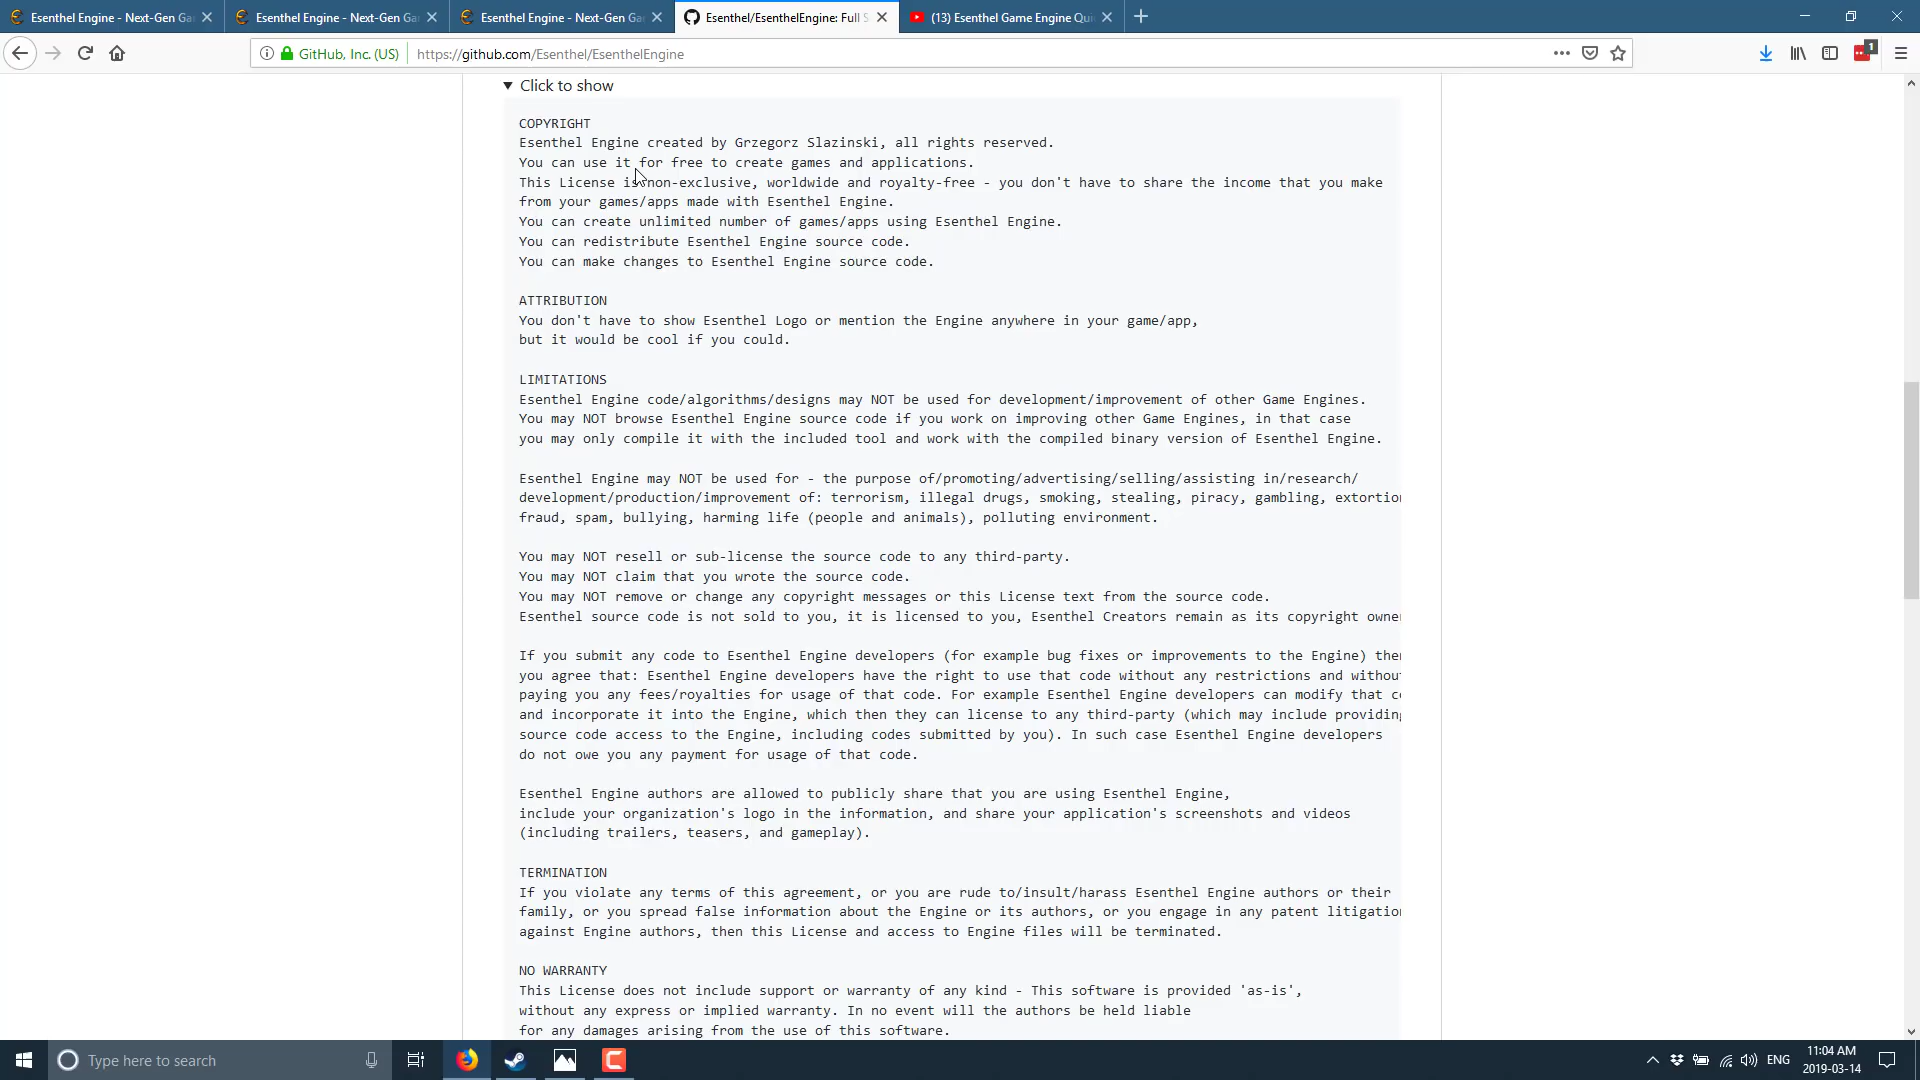 Esenthel Engine - Next-Gen Ga
Esenthel Engine - Next-Gen Ga
Esenthel Engine - Next-Gen Ga
Esenthel/EsenthelEngine: Full S
(13) Esenthel Game Engine Qui
GitHub, Inc. (US)
https://github.com/Esenthel/EsenthelEngine
1
Click to show
COPYRIGHT
Esenthel Engine created by Grzegorz Slazinski, all rights reserved.
You can use it for free to create games and applications.
This License is non-exclusive, worldwide and royalty-free - you don't have to share the income that you make
from your games/apps made with Esenthel Engine.
You can create unlimited number of games/apps using Esenthel Engine.
You can redistribute Esenthel Engine source code.
You can make changes to Esenthel Engine source code.
ATTRIBUTION
You don't have to show Esenthel Logo or mention the Engine anywhere in your game/app,
but it would be cool if you could.
LIMITATIONS
Esenthel Engine code/algorithms/designs may NOT be used for development/improvement of other Game Engines.
You may NOT browse Esenthel Engine source code if you work on improving other Game Engines, in that case
you may only compile it with the included tool and work with the compiled binary version of Esenthel Engine.
Esenthel Engine may NOT be used for - the purpose of/promoting/advertising/selling/assisting in/research/
development/production/improvement of: terrorism, illegal drugs, smoking, stealing, piracy, gambling, extortion
fraud, spam, bullying, harming life (people and animals), polluting environment.
You may NOT resell or sub-license the source code to any third-party.
You may NOT claim that you wrote the source code.
You may NOT remove or change any copyright messages or this License text from the source code.
Esenthel source code is not sold to you, it is licensed to you, Esenthel Creators remain as its copyright owne
If you submit any code to Esenthel Engine developers (for example bug fixes or improvements to the Engine) then
you agree that: Esenthel Engine developers have the right to use that code without any restrictions and withou
paying you any fees/royalties for usage of that code. For example Esenthel Engine developers can modify that c
and incorporate it into the Engine, which then they can license to any third-party (which may include providing
source code access to the Engine, including codes submitted by you). In such case Esenthel Engine developers
do not owe you any payment for usage of that code.
Esenthel Engine authors are allowed to publicly share that you are using Esenthel Engine,
include your organization's logo in the information, and share your application's screenshots and videos
(including trailers, teasers, and gameplay).
TERMINATION
If you violate any terms of this agreement, or you are rude to/insult/harass Esenthel Engine authors or their
family, or you spread false information about the Engine or its authors, or you engage in any patent litigation
against Engine authors, then this License and access to Engine files will be terminated.
NO WARRANTY
This License does not include support or warranty of any kind - This software is provided 'as-is',
without any express or implied warranty. In no event will the authors be held liable
for any damages arising from the use of this software.
Type here to search
ENG
11:04 AM
2019-03-14